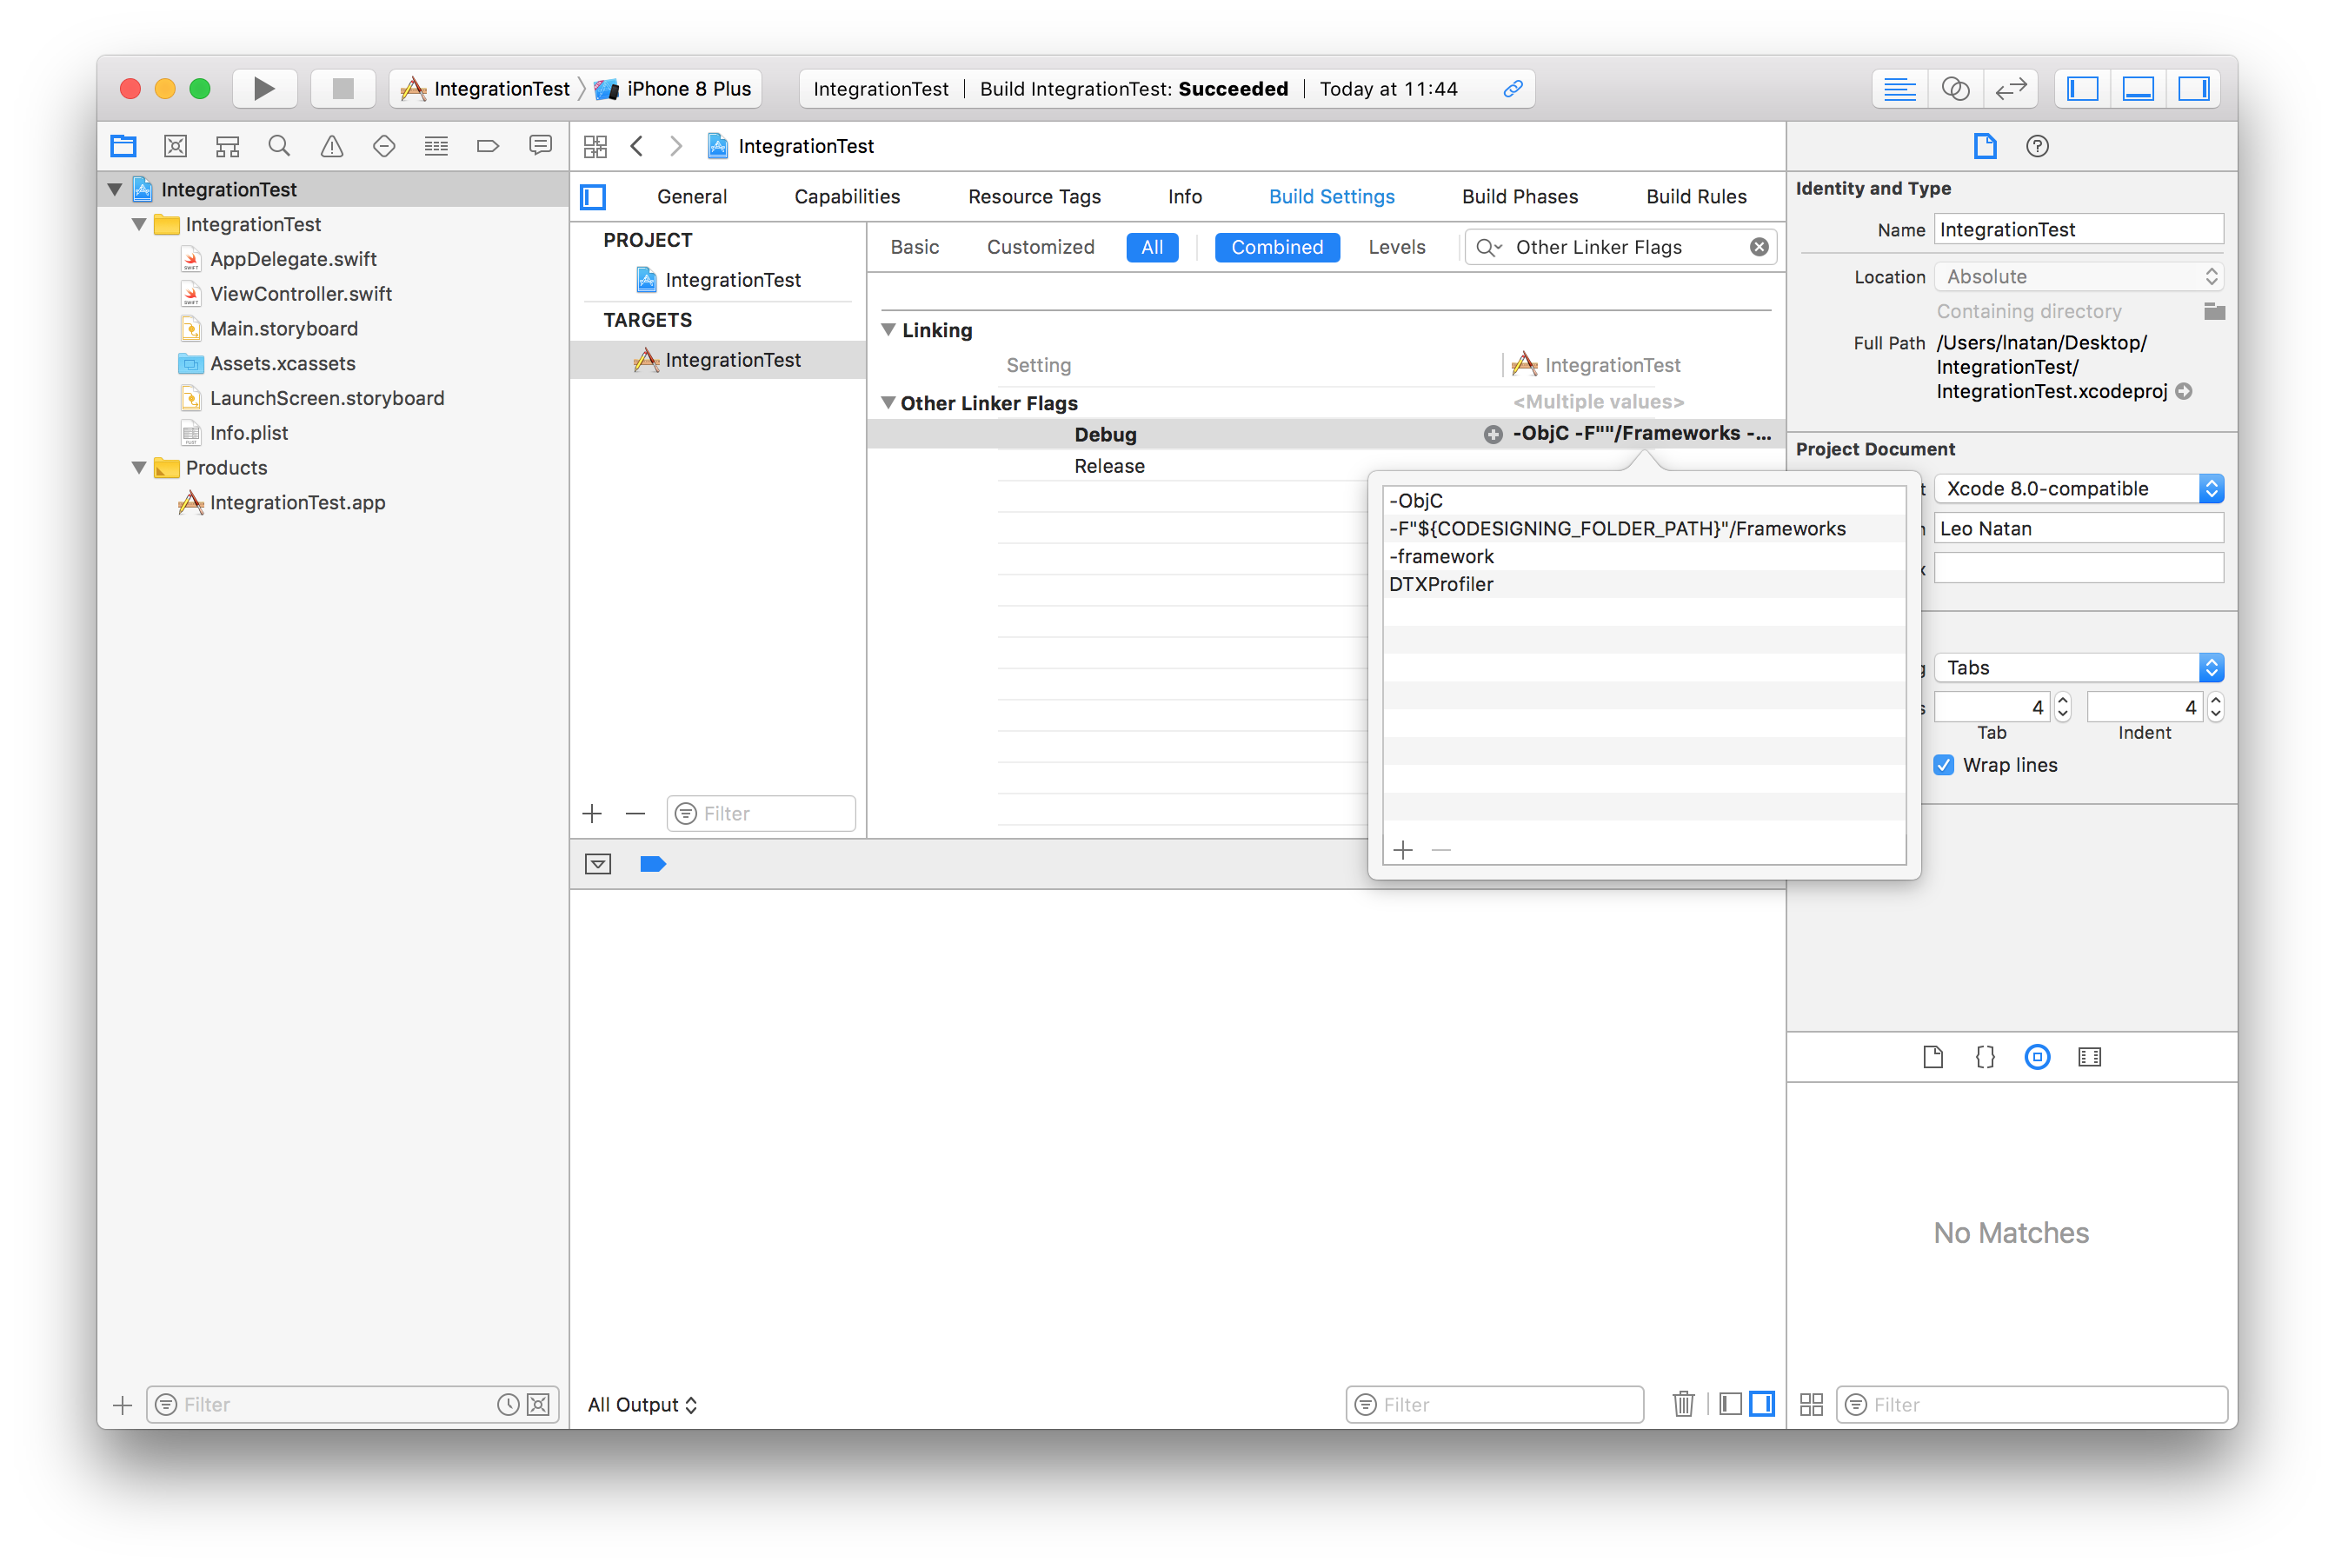 IntegrationTest iPhone 8 Plus
IntegrationTest Build IntegrationTest: Succeeded Today at 11:44
IntegrationTest
IntegrationTest
AppDelegate.swift
ViewController.swift
Main.storyboard
Assets.xcassets
LaunchScreen.storyboard
Info.plist
Products
IntegrationTest.app
Filter
IntegrationTest
General Capabilities Resource Tags Info Build Settings Build Phases Build Rules
PROJECT
IntegrationTest
TARGETS
IntegrationTest
Filter
Basic Customized All Combined Levels Other Linker Flags
Linking
Setting IntegrationTest
Other Linker Flags <Multiple values>
Debug -ObjC -F""/Frameworks -...
Release
-ObjC
-F"${CODESIGNING_FOLDER_PATH}"/Frameworks
-framework
DTXProfiler
All Output
Filter
Identity and Type
Name IntegrationTest
Location Absolute
Containing directory
Full Path /Users/lnatan/Desktop/
IntegrationTest/
IntegrationTest.xcodeproj
Project Document
t Xcode 8.0-compatible
n Leo Natan
x
g Tabs
s 4 4
Tab Indent
Wrap lines
No Matches
Filter